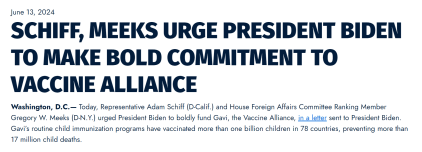 June 13, 2024
SCHIFF, MEEKS URGE PRESIDENT BIDEN
TO MAKE BOLD COMMITMENT TO
VACCINE ALLIANCE
Washington, D.C.— Today, Representative Adam Schiff (D-Calif.) and House Foreign Affairs Committee Ranking Member
Gregory W. Meeks (D-N.Y.) urged President Biden to boldly fund Gavi, the Vaccine Alliance, in a letter sent to President Biden.
Gavi's routine child immunization programs have vaccinated more than one billion children in 78 countries, preventing more than
17 million child deaths.